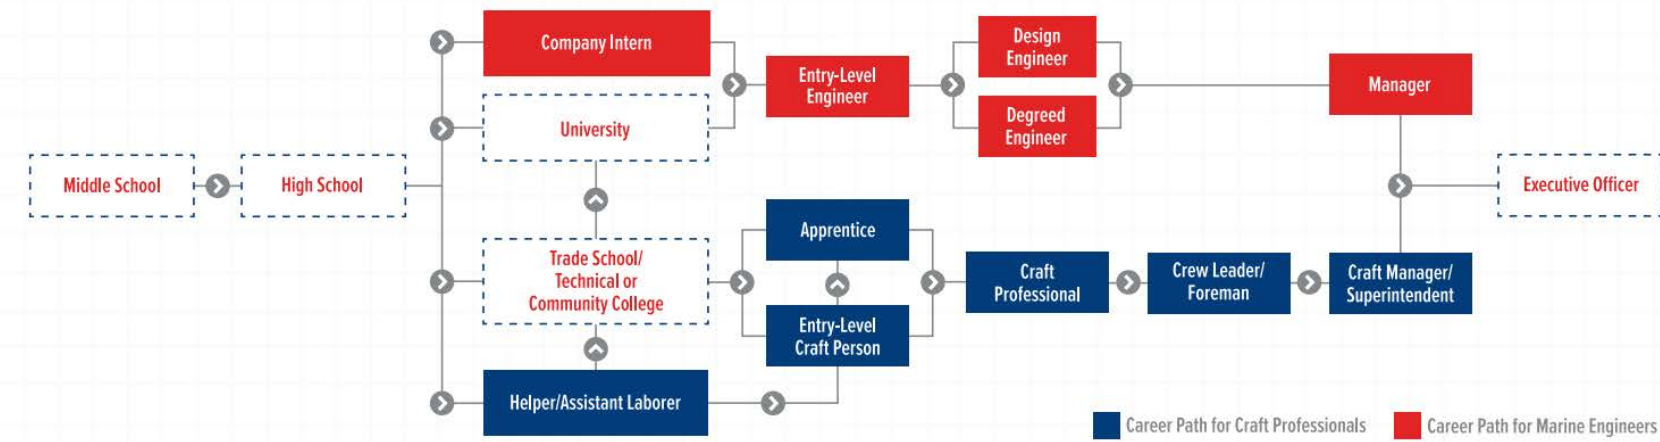 Middle School
High School
Company Intern
University
Trade School/
Technical or
Community College
Helper/Assistant Laborer
Entry-Level
Engineer
Apprentice
Entry-Level
Craft Person
Design
Engineer
Degreed
Engineer
Craft
Professional
Crew Leader/
Foreman
Manager
Craft Manager/
Superintendent
Executive Officer
Career Path for Craft Professionals
Career Path for Marine Engineers